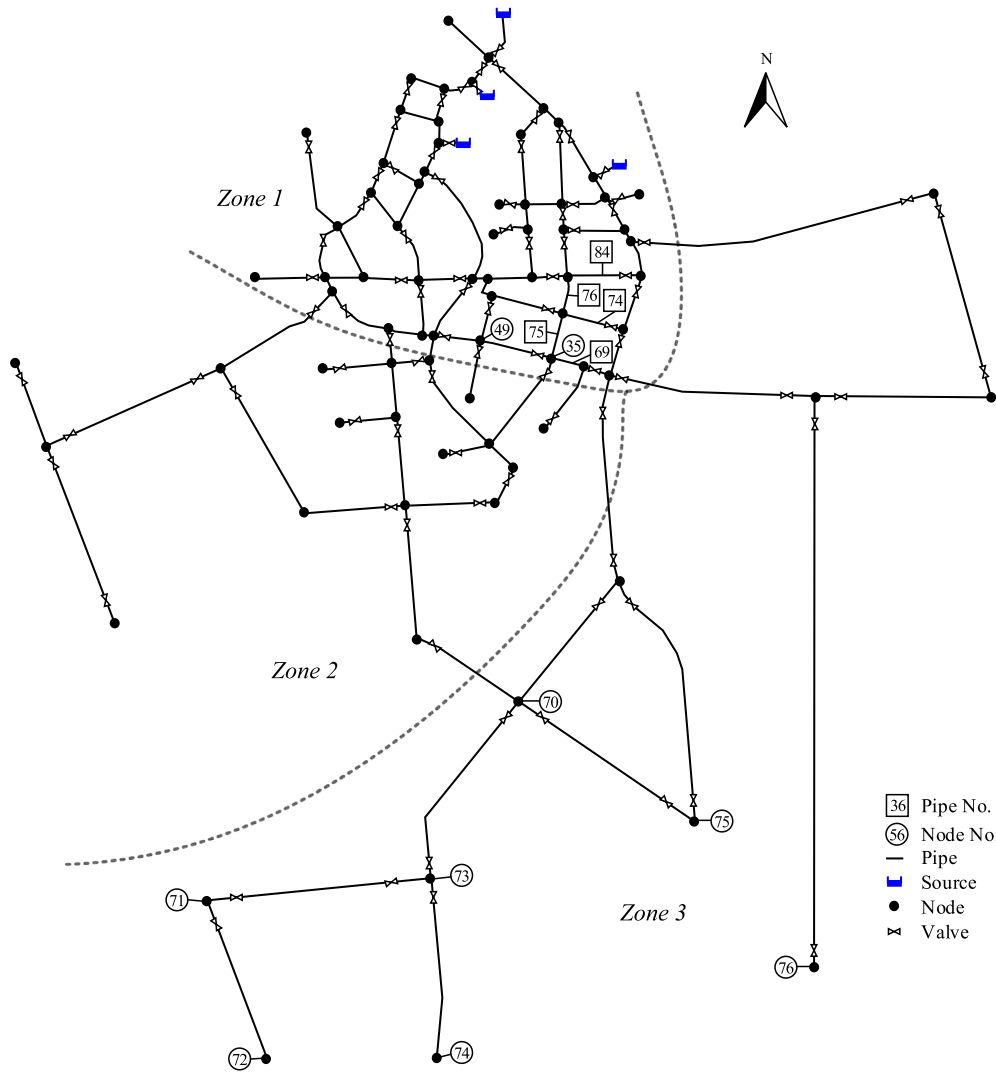 N
Zone 1
84
76
74
49
75
35
69
Zone 2
70
36 Pipe No.
75
56 Node No
Pipe
73
Source
71
Zone 3
Node
Valve
76
72
74